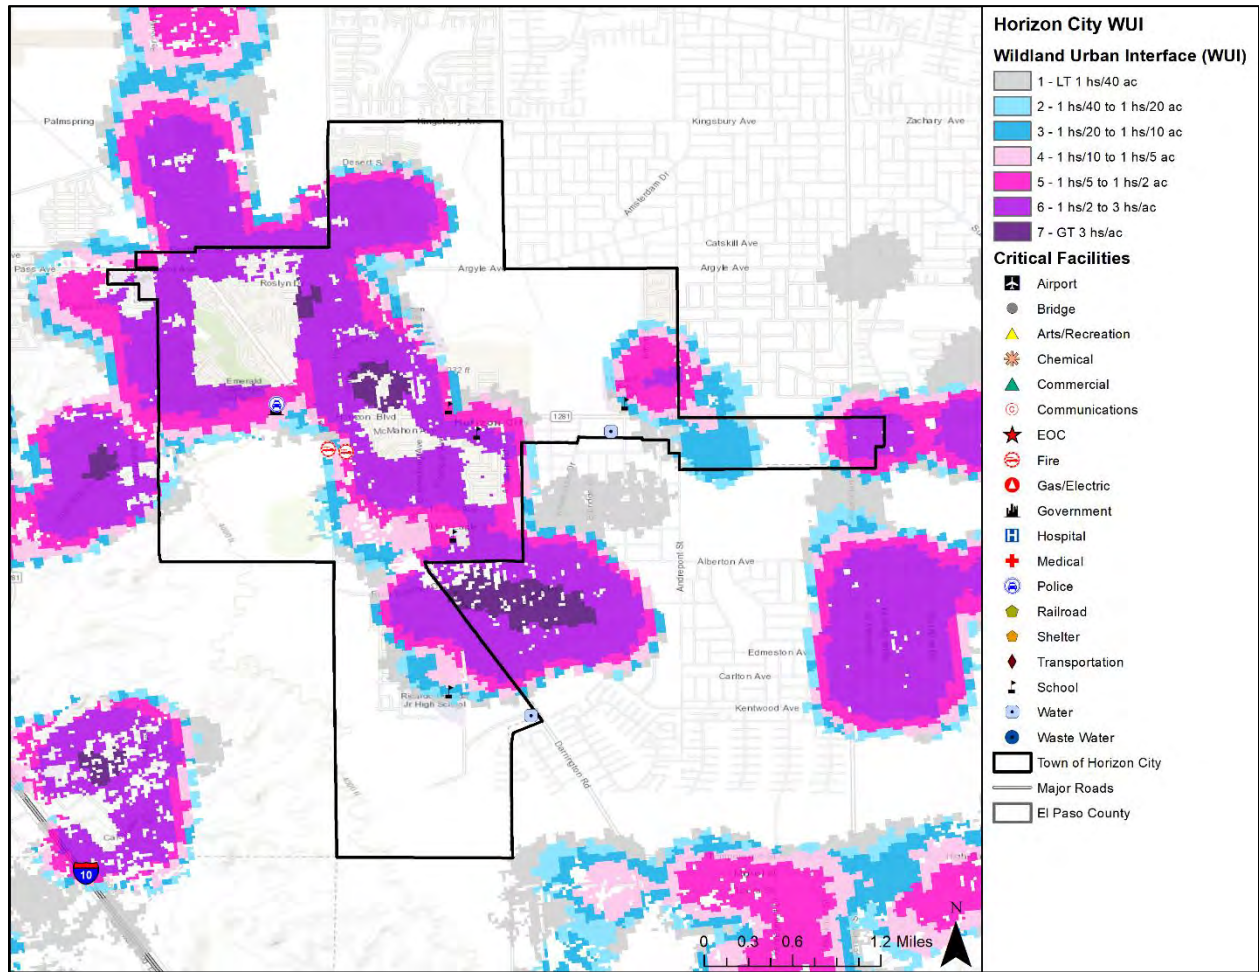 Horizon City WUI
Wildland Urban Interface (WUI)
1 - LT 1 hs/40 ac
2 - 1 hs/40 to 1 hs/20 ac
3 - 1 hs/20 to 1 hs/10 ac
4 - 1 hs/10 to 1 hs/5 ac
5 - 1 hs/5 to 1 hs/2 ac
6 - 1 hs/2 to 3 hs/ac
7 - GT 3 hs/ac
Critical Facilities
Airport
Bridge
Arts/Recreation
Chemical
Commercial
Communications
EOC
Fire
Gas/Electric
Government
Hospital
Medical
Police
Railroad
Shelter
Transportation
School
Water
Waste Water
Town of Horizon City
Major Roads
El Paso County
Palmspring
Kingsbury Ave
Kingsbury Ave
Zachary Ave
Desert S
Amsterdam Dr
Catskill Ave
Pass Ave
Argyle Ave
Argyle Ave
Roslyn D
Emerald
1281
Blvd
McMahon A
4000 ft
Andrepont St
Alberton Ave
81
Edmeston Av
Carlton Ave
Kentwood Ave
Jr High School
Darrington Rd
10
N
0 0.3 0.6 1.2 Miles